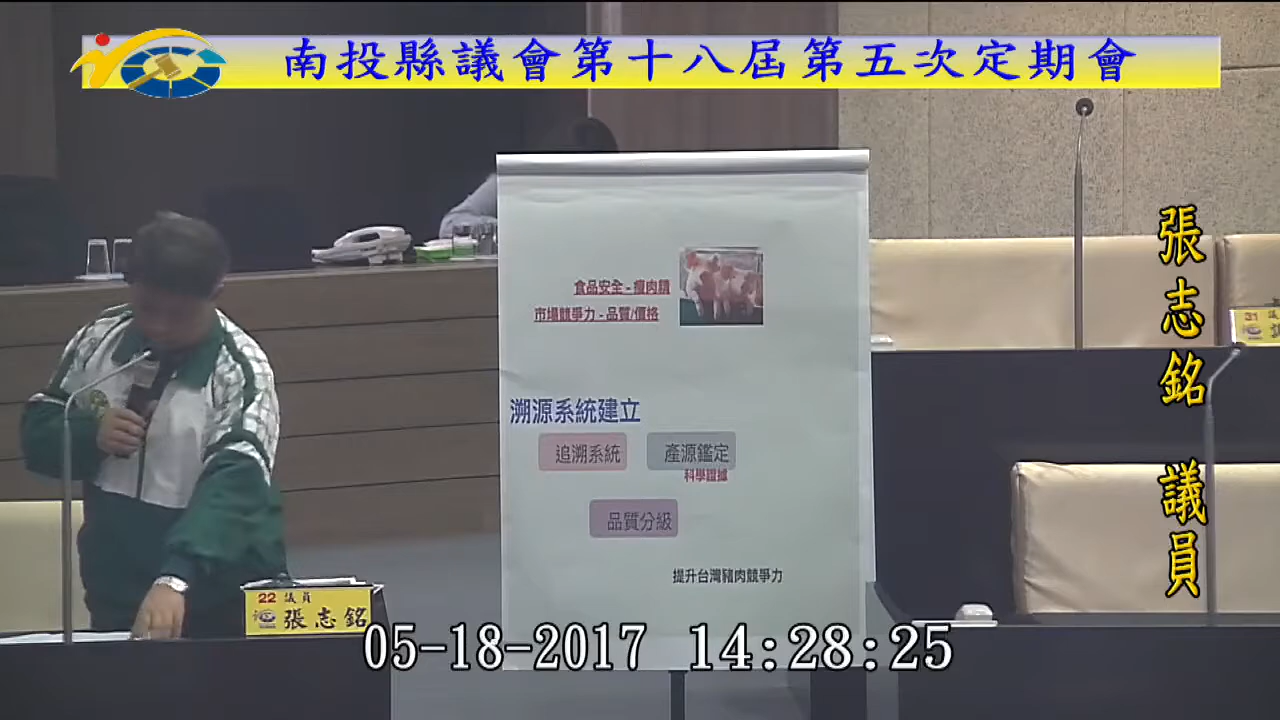 南投縣議會第十八屆第五次定期會
食品安全-瘦肉精
市場競爭力-品質/價格
溯源系統建立
追溯系統
產源鑑定
科學證據
品質分級
提升台灣豬肉競爭力
張志銘 議員
31 議
22 議員
張志銘
05-18-2017 14:28:25